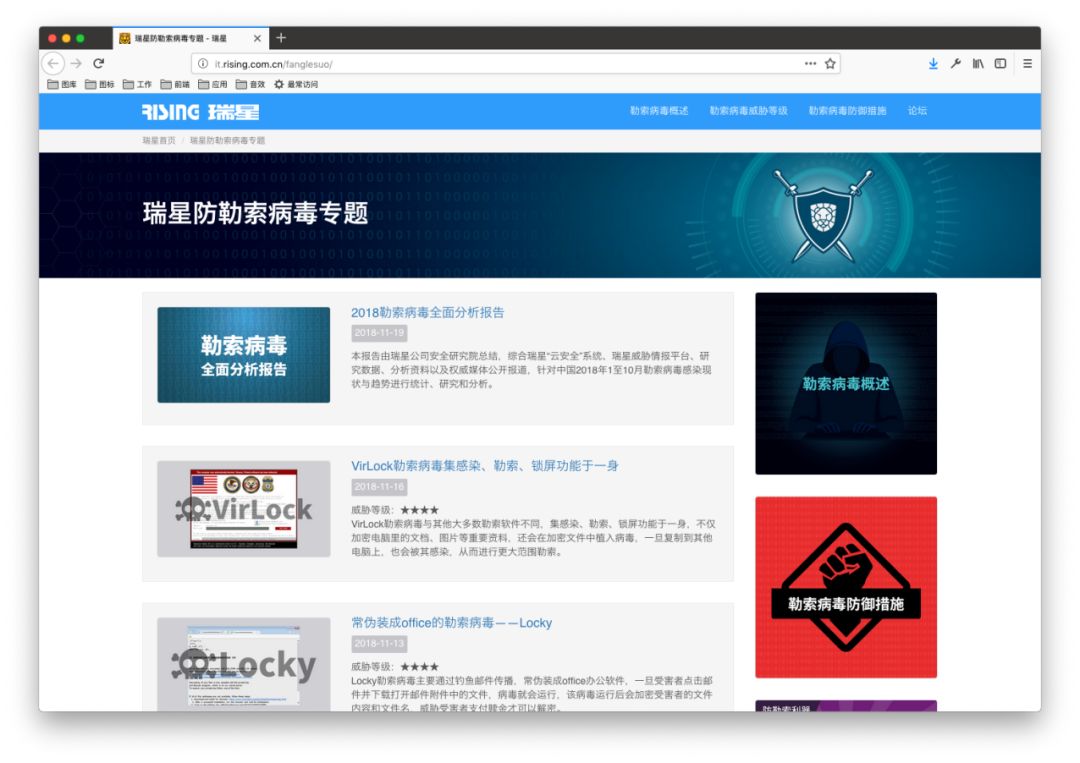 瑞星防勒索病毒专题 - 瑞星
it.rising.com.cn/fanglesuo/
图库 图标 工作 前端 应用 音效 最常访问
RISING 瑞星
勒索病毒概述 勒索病毒威胁等级 勒索病毒防御措施 论坛
瑞星首页 / 瑞星防勒索病毒专题
瑞星防勒索病毒专题
勒索病毒
全面分析报告
2018勒索病毒全面分析报告
2018-11-19
本报告由瑞星公司安全研究院总结，综合瑞星“云安全”系统、瑞星威胁情报平台、研
究数据、分析资料以及权威媒体公开报道，针对中国2018年1至10月勒索病毒感染现
状与趋势进行统计、研究和分析。
VirLock
VirLock勒索病毒集感染、勒索、锁屏功能于一身
2018-11-16
威胁等级：★★★★
VirLock勒索病毒与其他大多数勒索软件不同，集感染、勒索、锁屏功能于一身，不仅
加密电脑里的文档、图片等重要资料，还会在加密文件中植入病毒，一旦复制到其他
电脑上，也会被其感染，从而进行更大范围勒索。
Locky
常伪装成office的勒索病毒——Locky
2018-11-13
威胁等级：★★★★
Locky勒索病毒主要通过钓鱼邮件传播，常伪装成office办公软件，一旦受害者点击邮
件并下载打开邮件附件中的文件，病毒就会运行，该病毒运行后会加密受害者的文件
内容和文件名，威胁受害者支付赎金才可以解密。
勒索病毒概述
勒索病毒防御措施
防勒索利器